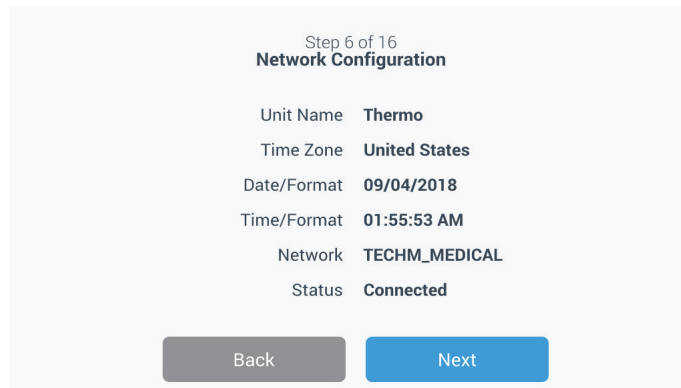 Step 6 of 16
Network Configuration
Unit Name Thermo
Time Zone United States
Date/Format 09/04/2018
Time/Format 01:55:53 AM
Network TECHM_MEDICAL
Status Connected
Back Next